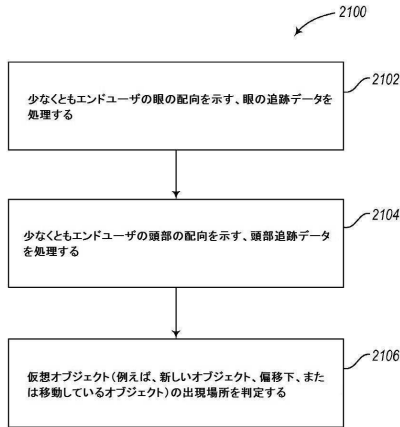 2100
2102
少なくともエンドユーザの眼の配向を示す、眼の追跡データを
処理する
2104
少なくともエンドユーザの頭部の配向を示す、頭部追跡データ
を処理する
2106
仮想オブジェクト(例えば、新しいオブジェクト、偏移下、また
は移動しているオブジェクト)の出現場所を判定する